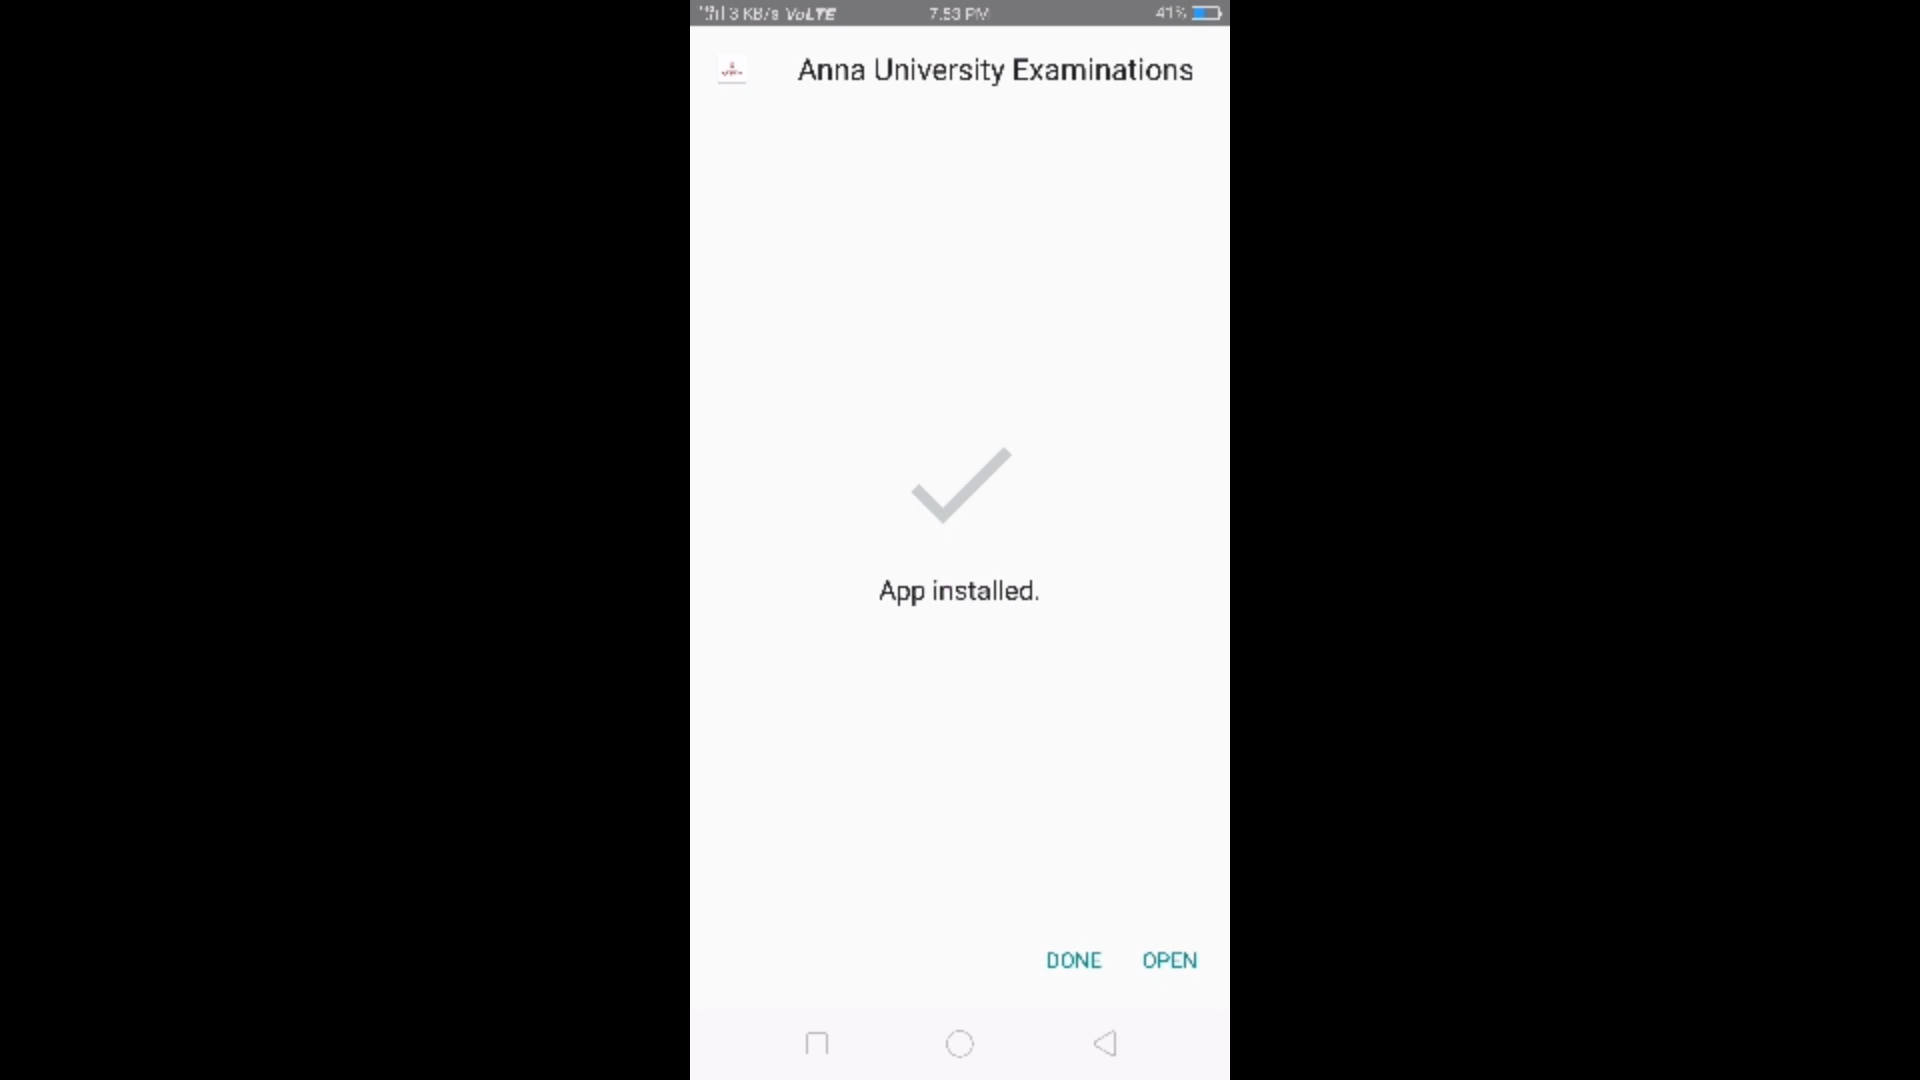 3 KB/s VoLTE 7:53 PM 41%
Anna University Examinations
App installed.
DONE OPEN